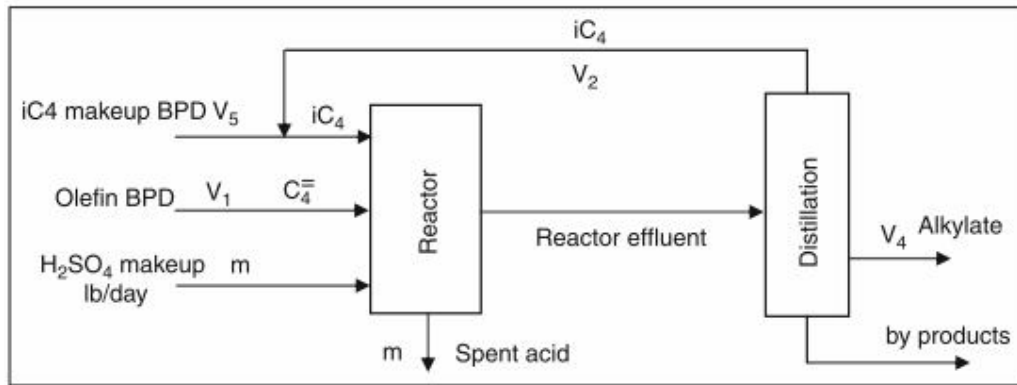 iC₄
V₂
iC4 makeup BPD V₅
iC₄
Olefin BPD V₁ C₄⁼
H₂SO₄ makeup m
lb/day
Reactor
Reactor effluent
Distillation
V₄ Alkylate
by products
m Spent acid